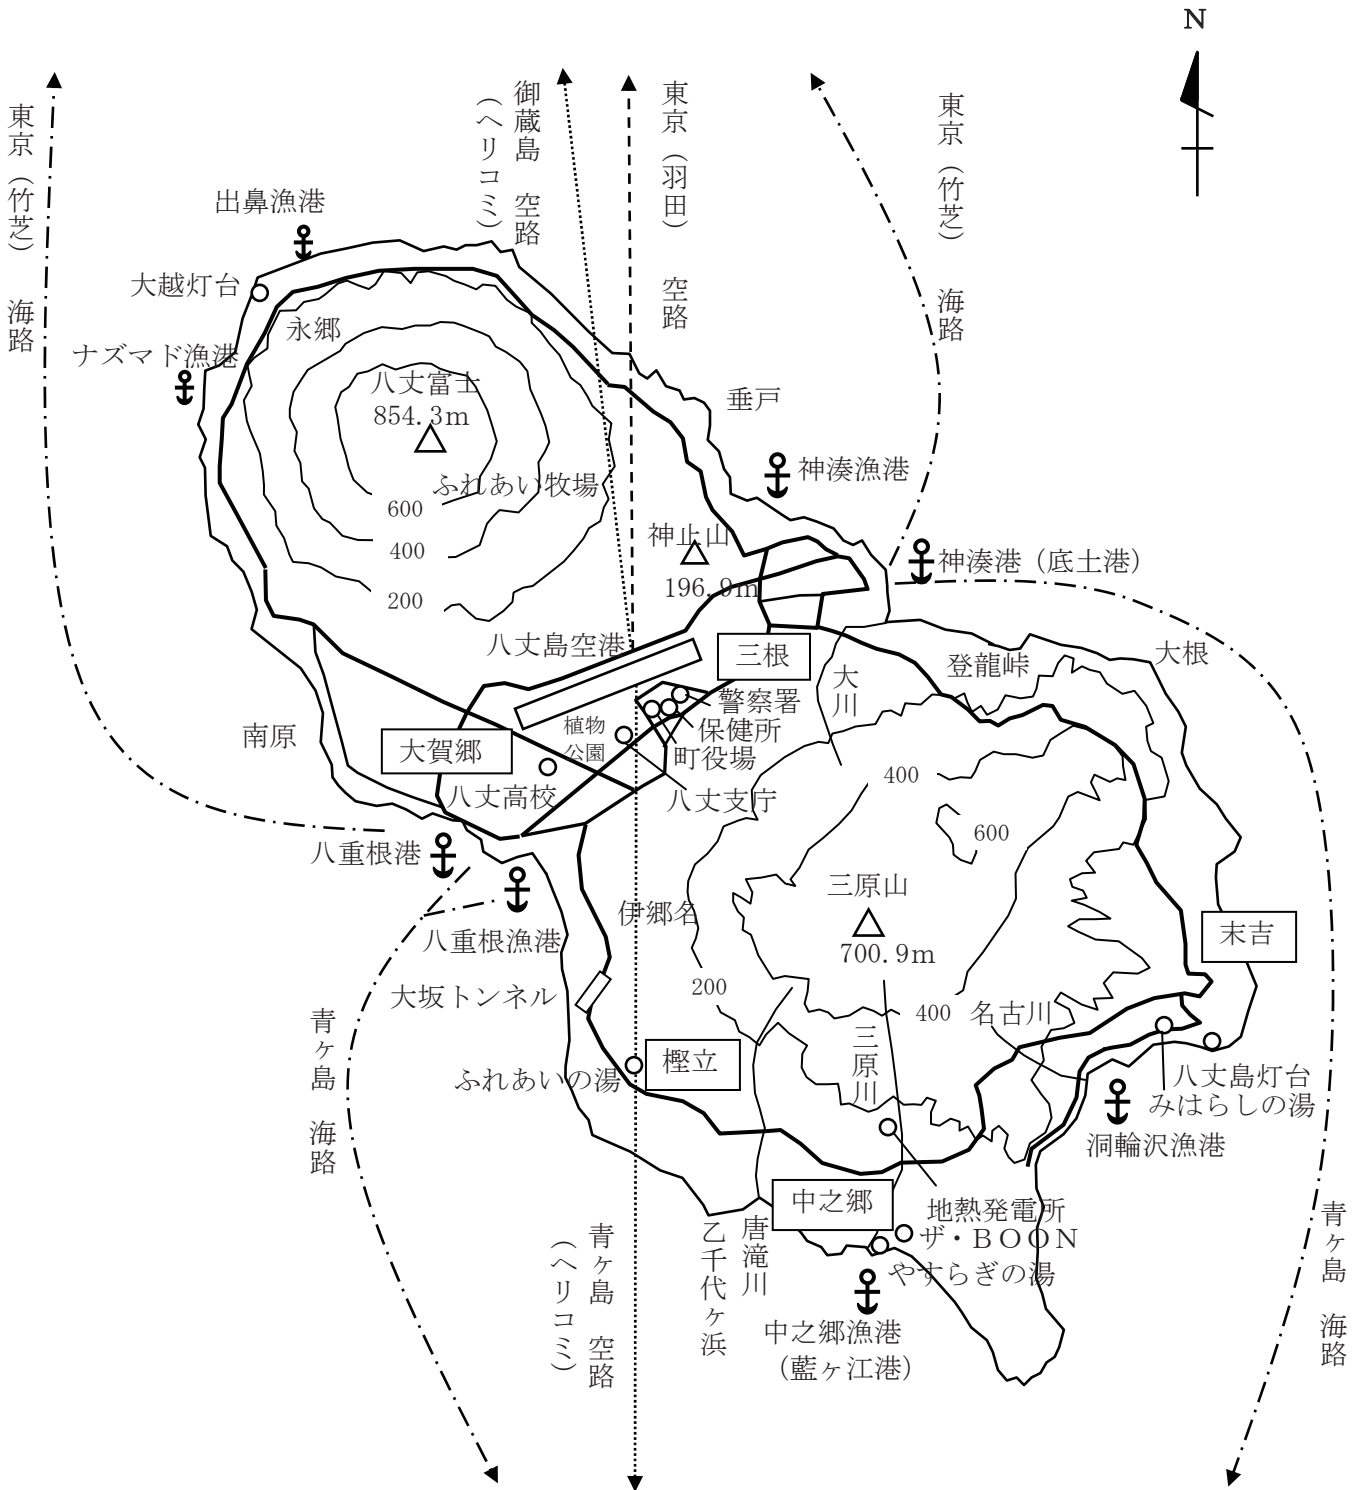 N
東京（竹芝）　海路
御蔵島　空路
（ヘリコミ）
東京（羽田）　空路
東京（竹芝）　海路
出鼻漁港
大越灯台
永郷
ナズマド漁港
八丈富士
854.3m
垂戸
ふれあい牧場
600
400
200
神湊漁港
神止山
196.9m
神湊港（底土港）
八丈島空港
三根
大川
登龍峠
大根
警察署
保健所
町役場
植物
公園
南原
大賀郷
八丈高校
八丈支庁
400
600
八重根港
八重根漁港
伊郷名
三原山
700.9m
末吉
大坂トンネル
200
400
名古川
三原川
樫立
ふれあいの湯
八丈島灯台
みはらしの湯
洞輪沢漁港
青ヶ島　海路
中之郷
地熱発電所
ザ・ＢＯＯＮ
やすらぎの湯
唐滝川
乙千代ヶ浜
青ヶ島　空路
（ヘリコミ）
中之郷漁港
（藍ヶ江港）
青ヶ島　海路